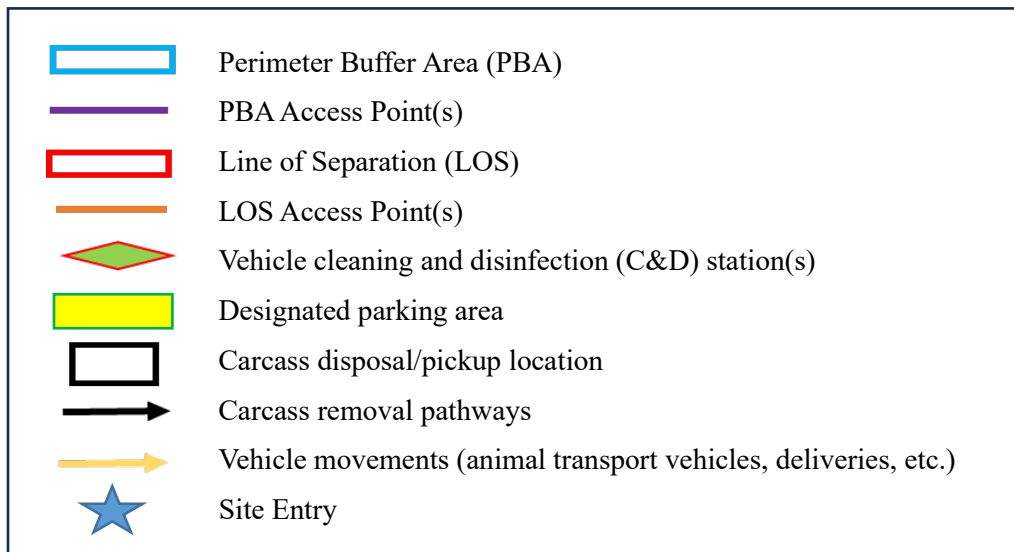 Perimeter Buffer Area (PBA)
PBA Access Point(s)
Line of Separation (LOS)
LOS Access Point(s)
Vehicle cleaning and disinfection (C&D) station(s)
Designated parking area
Carcass disposal/pickup location
Carcass removal pathways
Vehicle movements (animal transport vehicles, deliveries, etc.)
Site Entry